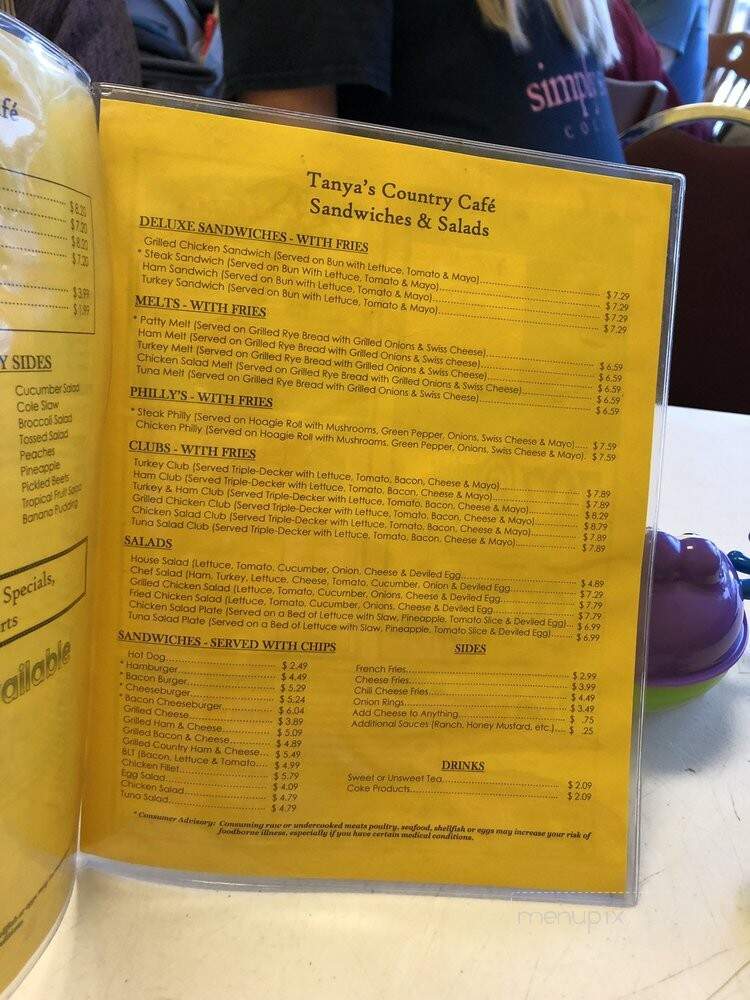 simply
fé
$ 8.20
$ 7.20
$ 8.20
$ 7.20
$ 3.99
$ 1.99
Y SIDES
Cucumber Salad
Cole Slaw
Broccoli Salad
Tossed Salad
Peaches
Pineapple
Pickled Beets
Tropical Fruit
Banana Pudding
Specials,
rts
ailable
Tanya's Country Café
Sandwiches & Salads
DELUXE SANDWICHES - WITH FRIES
Grilled Chicken Sandwich (Served on Bun with Lettuce, Tomato & Mayo) $ 7.29
* Steak Sandwich (Served on Bun With Lettuce, Tomato & Mayo) $ 7.29
Ham Sandwich (Served on Bun with Lettuce, Tomato & Mayo) $ 7.29
Turkey Sandwich (Served on Bun with Lettuce, Tomato & Mayo) $ 7.29
MELTS - WITH FRIES
* Patty Melt (Served on Grilled Rye Bread with Grilled Onions & Swiss Cheese) $ 6.59
Ham Melt (Served on Grilled Rye Bread with Grilled Onions & Swiss cheese) $ 6.59
Turkey Melt (Served on Grilled Rye Bread with Grilled Onions & Swiss Cheese) $ 6.59
Chicken Salad Melt (Served on Grilled Rye Bread with Grilled Onions & Swiss Cheese) $ 6.59
Tuna Melt (Served on Grilled Rye Bread with Grilled Onions & Swiss Cheese) $ 6.59
PHILLY'S - WITH FRIES
* Steak Philly (Served on Hoagie Roll with Mushrooms, Green Pepper, Onions, Swiss Cheese & Mayo) $ 7.59
Chicken Philly (Served on Hoagie Roll with Mushrooms, Green Pepper, Onions, Swiss Cheese & Mayo). $ 7.59
CLUBS - WITH FRIES
Turkey Club (Served Triple-Decker with Lettuce, Tomato, Bacon, Cheese & Mayo) $ 7.89
Ham Club (Served Triple-Decker with Lettuce, Tomato, Bacon, Cheese & Mayo) $ 7.89
Turkey & Ham Club (Served Triple-Decker with Lettuce, Tomato, Bacon, Cheese & Mayo) $ 8.29
Grilled Chicken Club (Served Triple-Decker with Lettuce, Tomato, Bacon, Cheese & Mayo) $ 8.79
Chicken Salad Club (Served Triple-Decker with Lettuce, Tomato, Bacon, Cheese & Mayo) $ 7.89
Tuna Salad Club (Served Triple-Decker with Lettuce, Tomato, Bacon, Cheese & Mayo) $ 7.89
SALADS
House Salad (Lettuce, Tomato, Cucumber, Onion, Cheese & Deviled Egg $ 4.89
Chef Salad (Ham, Turkey, Lettuce, Cheese, Tomato, Cucumber, Onion & Deviled Egg $ 7.29
Grilled Chicken Salad (Lettuce, Tomato, Cucumber, Onions, Cheese & Deviled Egg $ 7.79
Fried Chicken Salad (Lettuce, Tomato, Cucumber, Onions, Cheese & Deviled Egg $ 7.79
Chicken Salad Plate (Served on a Bed of Lettuce with Slaw, Pineapple, Tomato Slice & Deviled Egg) $ 6.99
Tuna Salad Plate (Served on a Bed of Lettuce with Slaw, Pineapple, Tomato Slice & Deviled Egg) $ 6.99
SANDWICHES - SERVED WITH CHIPS
Hot Dog $ 2.49
* Hamburger $ 4.49
* Bacon Burger $ 5.29
* Cheeseburger $ 5.24
* Bacon Cheeseburger $ 6.04
Grilled Cheese $ 3.89
Grilled Ham & Cheese $ 5.09
Grilled Bacon & Cheese $ 4.89
Grilled Country Ham & Cheese $ 5.49
BLT (Bacon, Lettuce & Tomato $ 4.99
Chicken Fillet $ 5.79
Egg Salad $ 4.09
Chicken Salad $ 4.79
Tuna Salad $ 4.79
SIDES
French Fries $ 2.99
Cheese Fries $ 3.99
Chili Cheese Fries $ 4.49
Onion Rings $ 3.49
Add Cheese to Anything $ .75
Additional Sauces (Ranch, Honey Mustard, etc.) $ .25
DRINKS
Sweet or Unsweet Tea $ 2.09
Coke Products $ 2.09
* Consumer Advisory: Consuming raw or undercooked meats poultry, seafood, shellfish or eggs may increase your risk of
foodborne illness, especially if you have certain medical conditions.
menupix